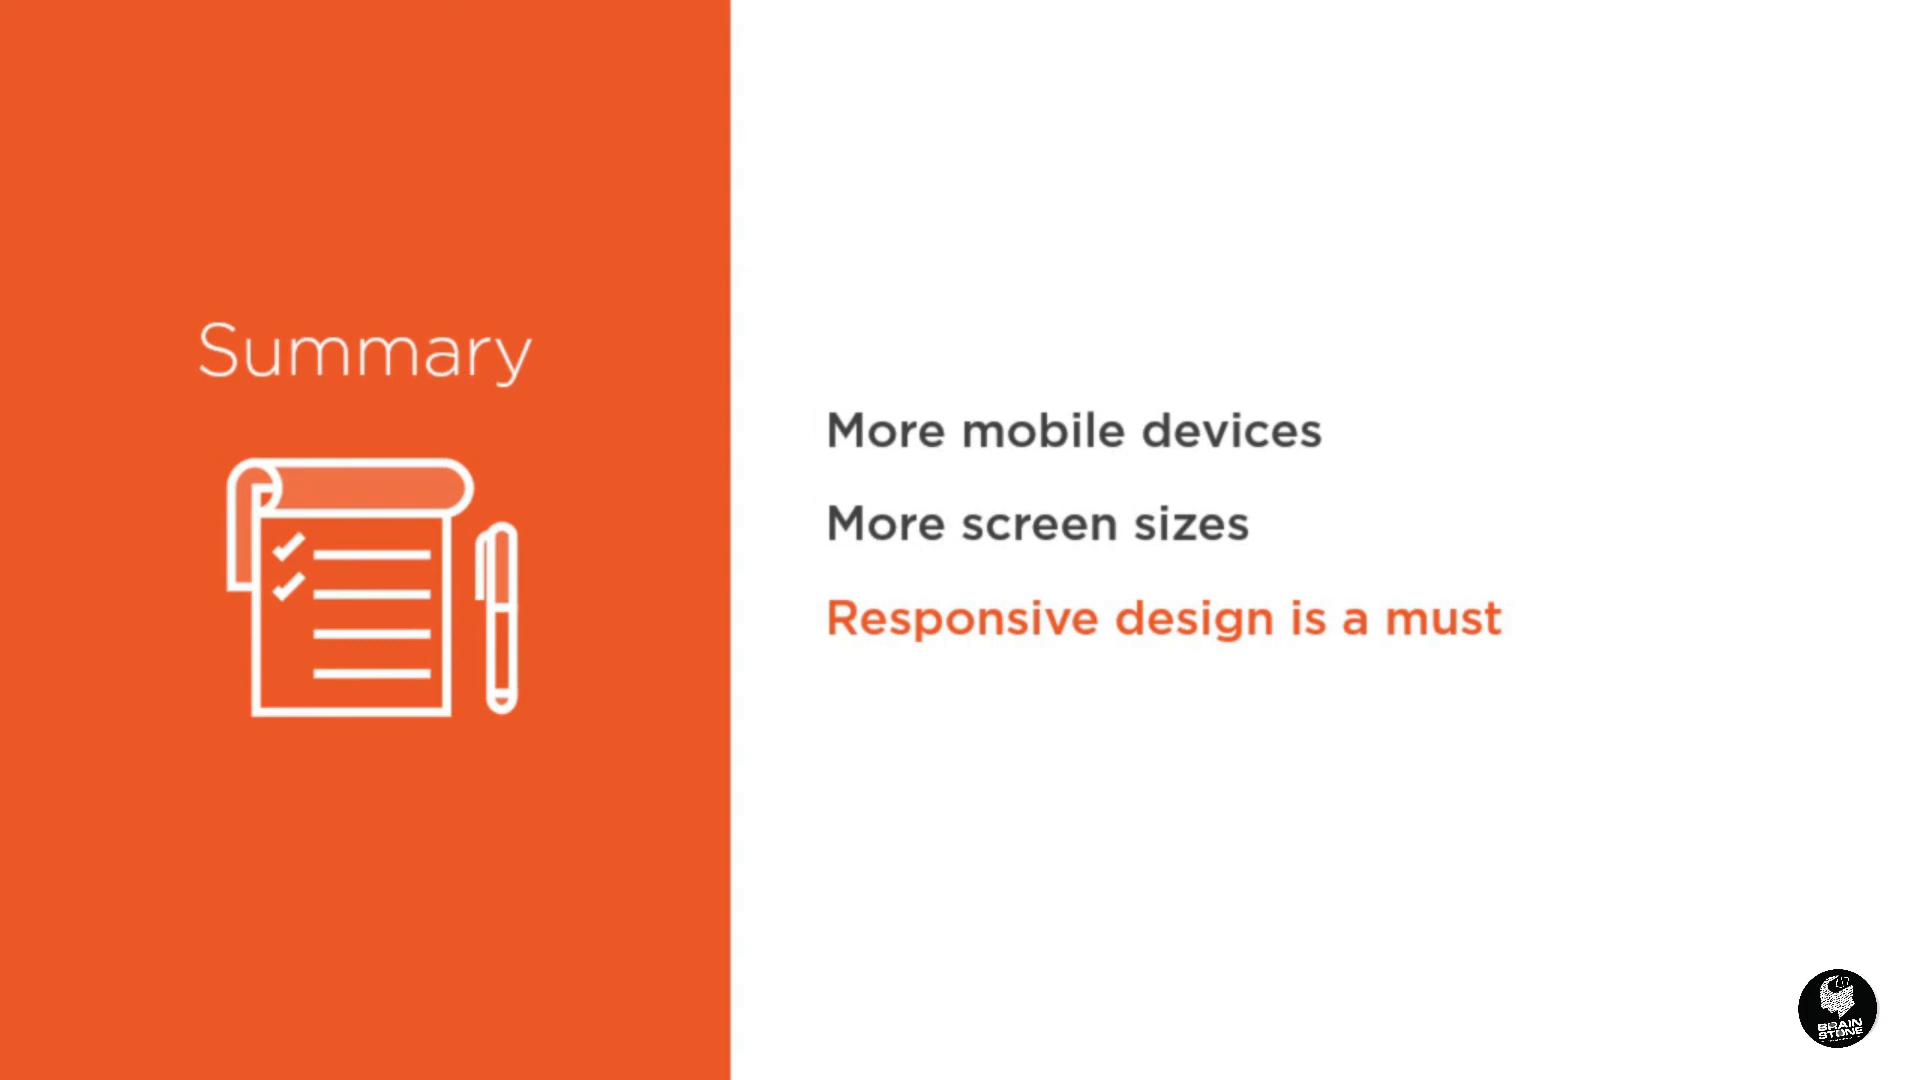 Summary
More mobile devices
More screen sizes
Responsive design is a must
BRAIN
STONE